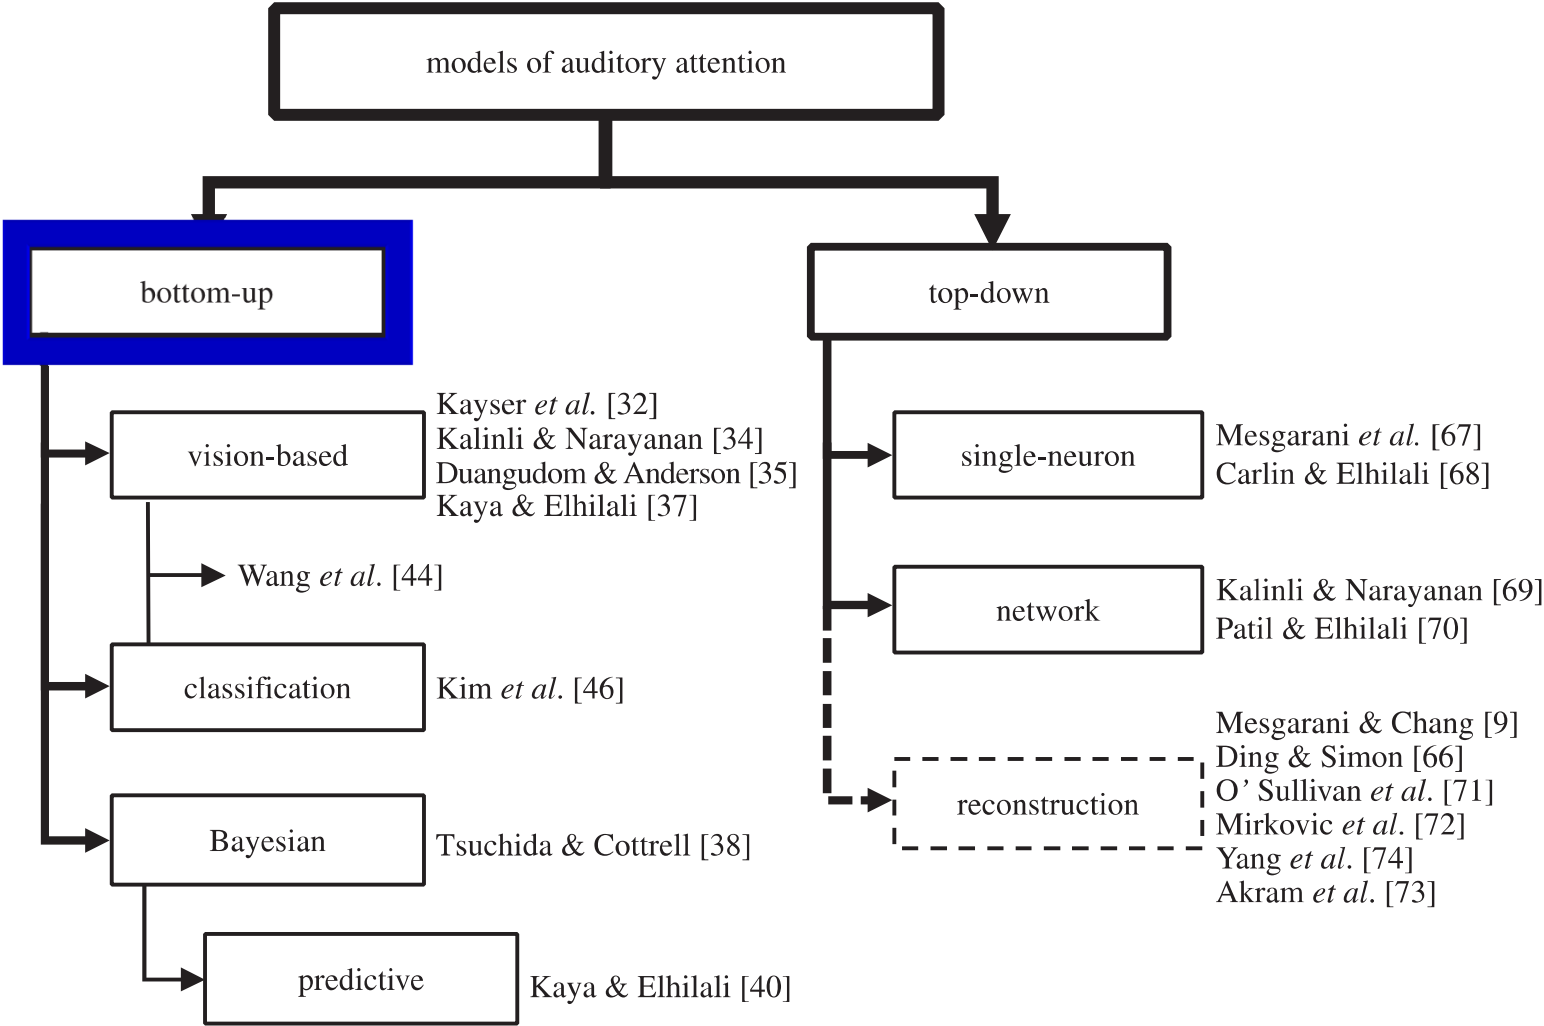 models of auditory attention
bottom-up
top-down
vision-based
Kayser et al. [32]
Kalinli & Narayanan [34]
Duangudom & Anderson [35]
Kaya & Elhilali [37]
Wang et al. [44]
classification
Kim et al. [46]
Bayesian
Tsuchida & Cottrell [38]
predictive
Kaya & Elhilali [40]
single-neuron
Mesgarani et al. [67]
Carlin & Elhilali [68]
network
Kalinli & Narayanan [69]
Patil & Elhilali [70]
reconstruction
Mesgarani & Chang [9]
Ding & Simon [66]
O’ Sullivan et al. [71]
Mirkovic et al. [72]
Yang et al. [74]
Akram et al. [73]